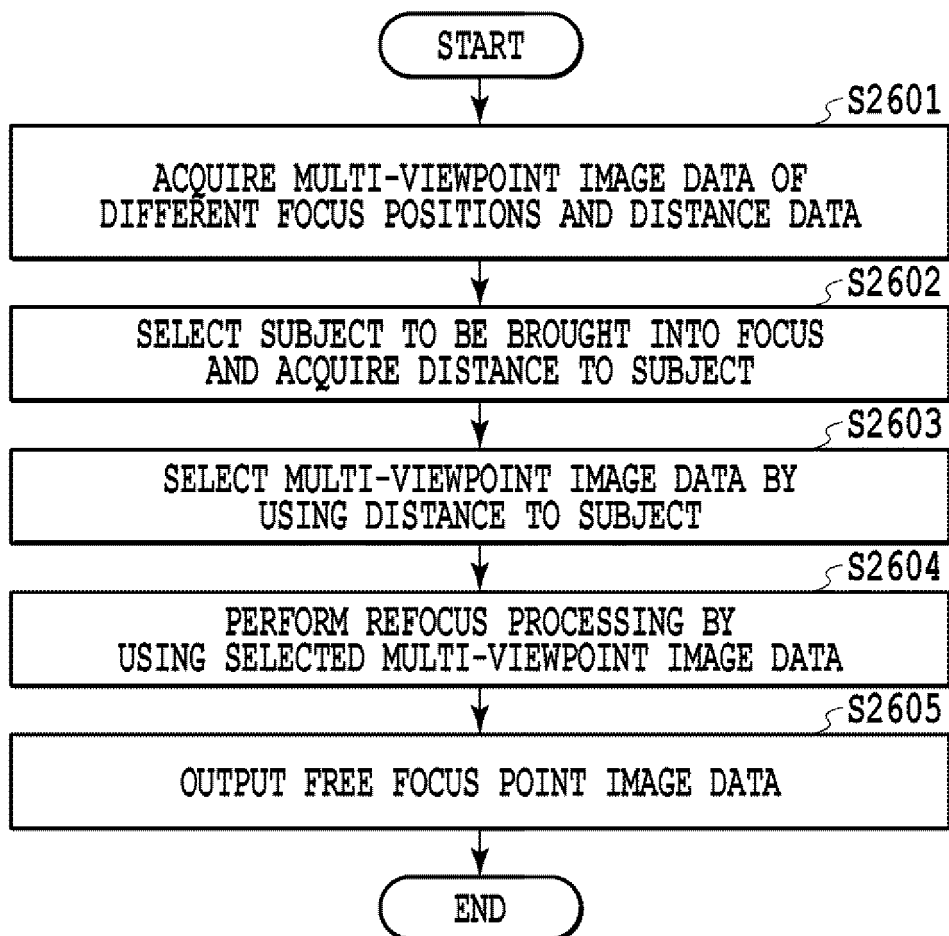 START
S2601
ACQUIRE MULTI-VIEWPOINT IMAGE DATA OF
DIFFERENT FOCUS POSITIONS AND DISTANCE DATA
S2602
SELECT SUBJECT TO BE BROUGHT INTO FOCUS
AND ACQUIRE DISTANCE TO SUBJECT
S2603
SELECT MULTI-VIEWPOINT IMAGE DATA BY
USING DISTANCE TO SUBJECT
S2604
PERFORM REFOCUS PROCESSING BY
USING SELECTED MULTI-VIEWPOINT IMAGE DATA
S2605
OUTPUT FREE FOCUS POINT IMAGE DATA
END